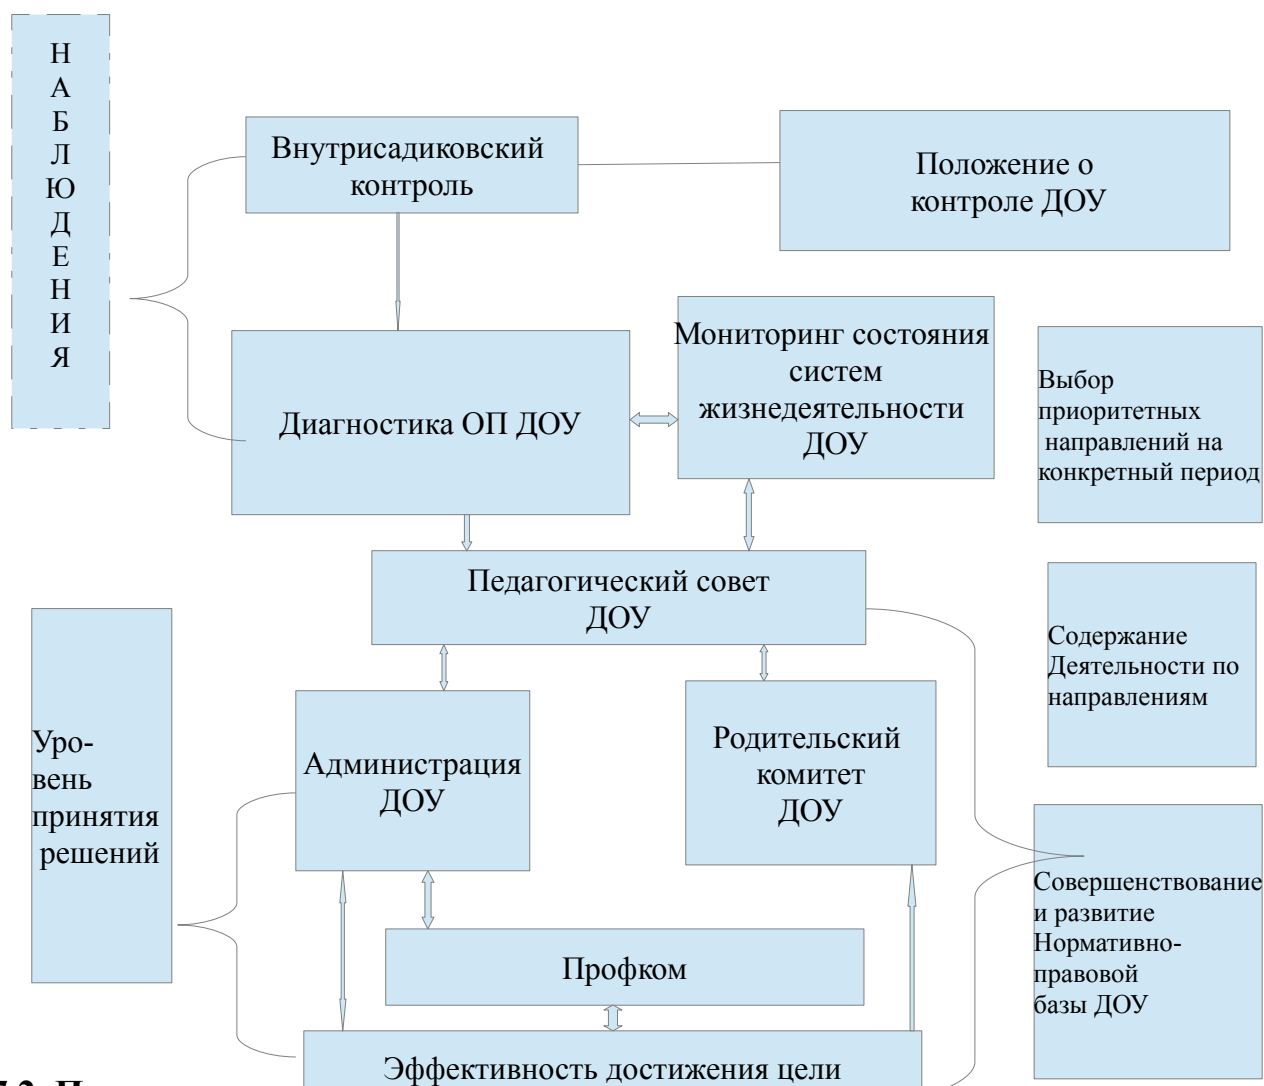 Н
А
Б
Л
Ю
Д
Е
Н
И
Я
Внутрисадиковский
контроль
Положение о
контроле ДОУ
Мониторинг состояния
систем
жизнедеятельности
ДОУ
Диагностика ОП ДОУ
Выбор
приоритетных
направлений на
конкретный период
Педагогический совет
ДОУ
Содержание
Деятельности по
направлениям
Уро-
вень
принятия
решений
Администрация
ДОУ
Родительский
комитет
ДОУ
Совершенствование
и развитие
Нормативно-
правовой
базы ДОУ
Профком
Эффективность достижения цели